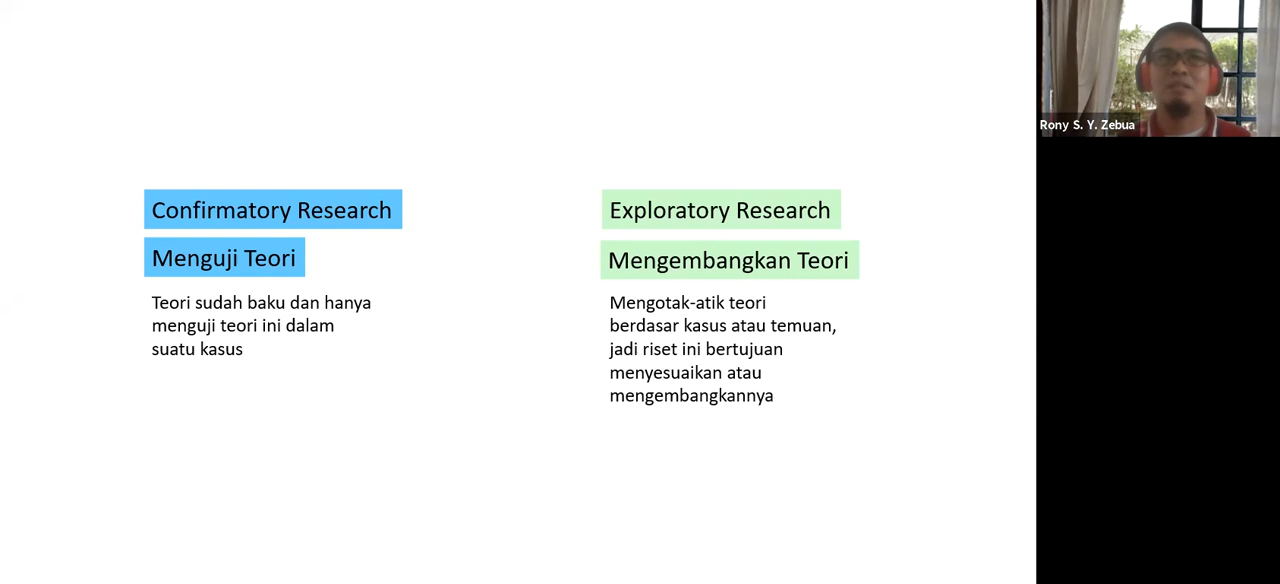 Confirmatory Research
Menguji Teori
Teori sudah baku dan hanya
menguji teori ini dalam
suatu kasus
Exploratory Research
Mengembangkan Teori
Mengotak-atik teori
berdasar kasus atau temuan,
jadi riset ini bertujuan
menyesuaikan atau
mengembangkannya
Rony S. Y. Zebua